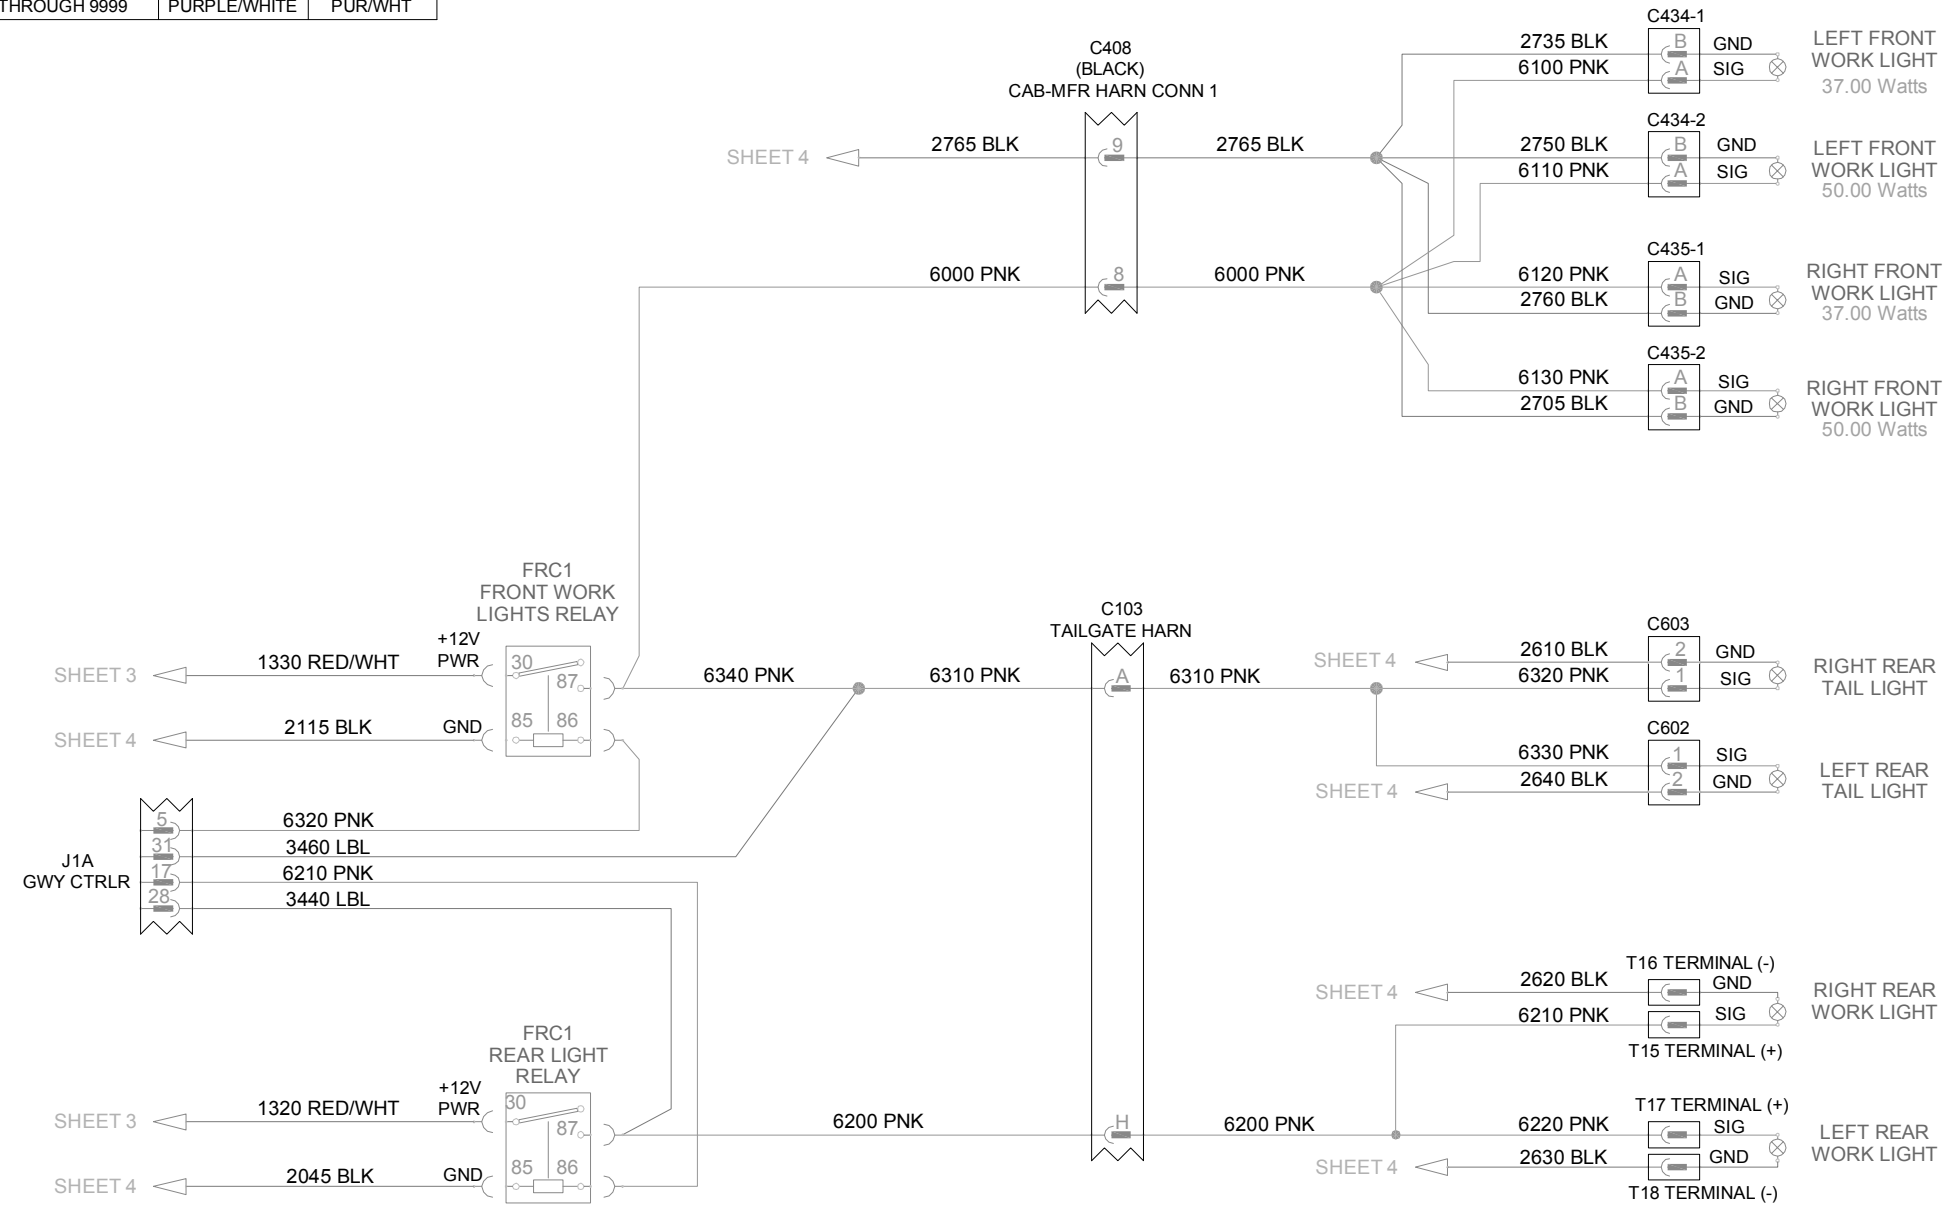 THROUGH 9999 PURPLE/WHITE PUR/WHT
C408
(BLACK)
CAB-MFR HARN CONN 1
SHEET 4 2765 BLK 9 2765 BLK
6000 PNK 8 6000 PNK
C434-1
2735 BLK B GND
6100 PNK A SIG
LEFT FRONT
WORK LIGHT
37.00 Watts
C434-2
2750 BLK B GND
6110 PNK A SIG
LEFT FRONT
WORK LIGHT
50.00 Watts
C435-1
6120 PNK A SIG
2760 BLK B GND
RIGHT FRONT
WORK LIGHT
37.00 Watts
C435-2
6130 PNK A SIG
2705 BLK B GND
RIGHT FRONT
WORK LIGHT
50.00 Watts
FRC1
FRONT WORK
LIGHTS RELAY
+12V
PWR
SHEET 3 1330 RED/WHT 30
87
SHEET 4 2115 BLK GND 85 86
6340 PNK 6310 PNK
C103
TAILGATE HARN
A 6310 PNK
C603
SHEET 4 2610 BLK 2 GND
6320 PNK 1 SIG
RIGHT REAR
TAIL LIGHT
C602
6330 PNK 1 SIG
SHEET 4 2640 BLK 2 GND
LEFT REAR
TAIL LIGHT
J1A
GWY CTRLR
5 6320 PNK
31 3460 LBL
17 6210 PNK
28 3440 LBL
FRC1
REAR LIGHT
RELAY
+12V
PWR
SHEET 3 1320 RED/WHT 30
87
SHEET 4 2045 BLK GND 85 86
6200 PNK H 6200 PNK
T16 TERMINAL (-)
SHEET 4 2620 BLK GND
6210 PNK SIG
T15 TERMINAL (+)
RIGHT REAR
WORK LIGHT
T17 TERMINAL (+)
6220 PNK SIG
SHEET 4 2630 BLK GND
T18 TERMINAL (-)
LEFT REAR
WORK LIGHT